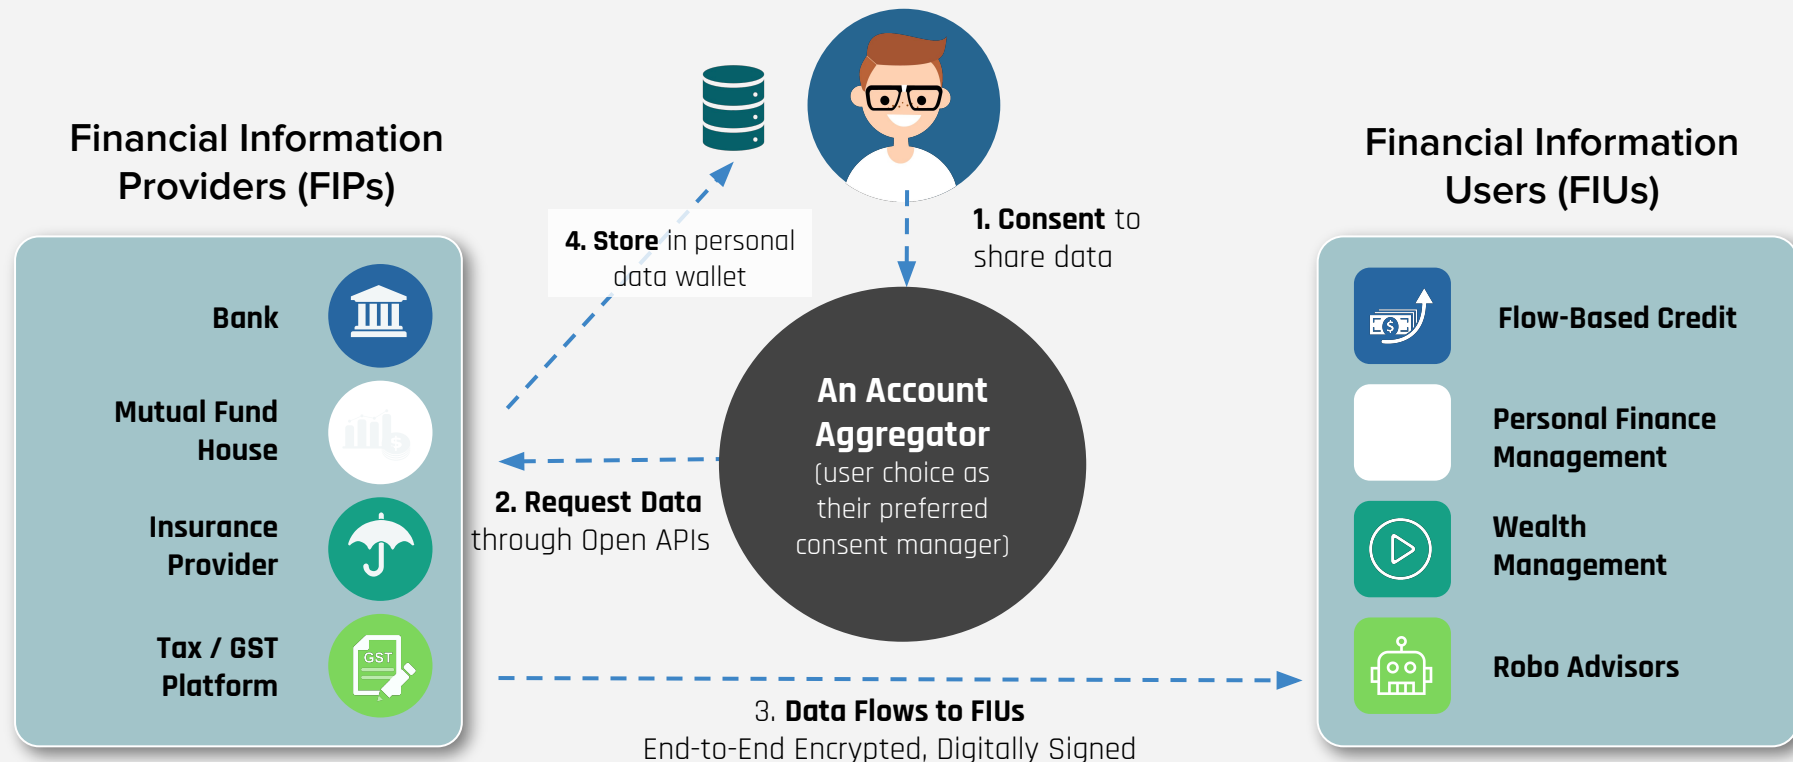 Financial Information
Providers (FIPs)
Bank
Mutual Fund
House
$
Insurance
Provider
Tax / GST
Platform
GST
4. Store in personal
data wallet
1. Consent to
share data
An Account
Aggregator
(user choice as
their preferred
consent manager)
2. Request Data
through Open APIs
3. Data Flows to FIUs
End-to-End Encrypted, Digitally Signed
Financial Information
Users (FIUs)
$
Flow-Based Credit
Personal Finance
Management
Wealth
Management
Robo Advisors